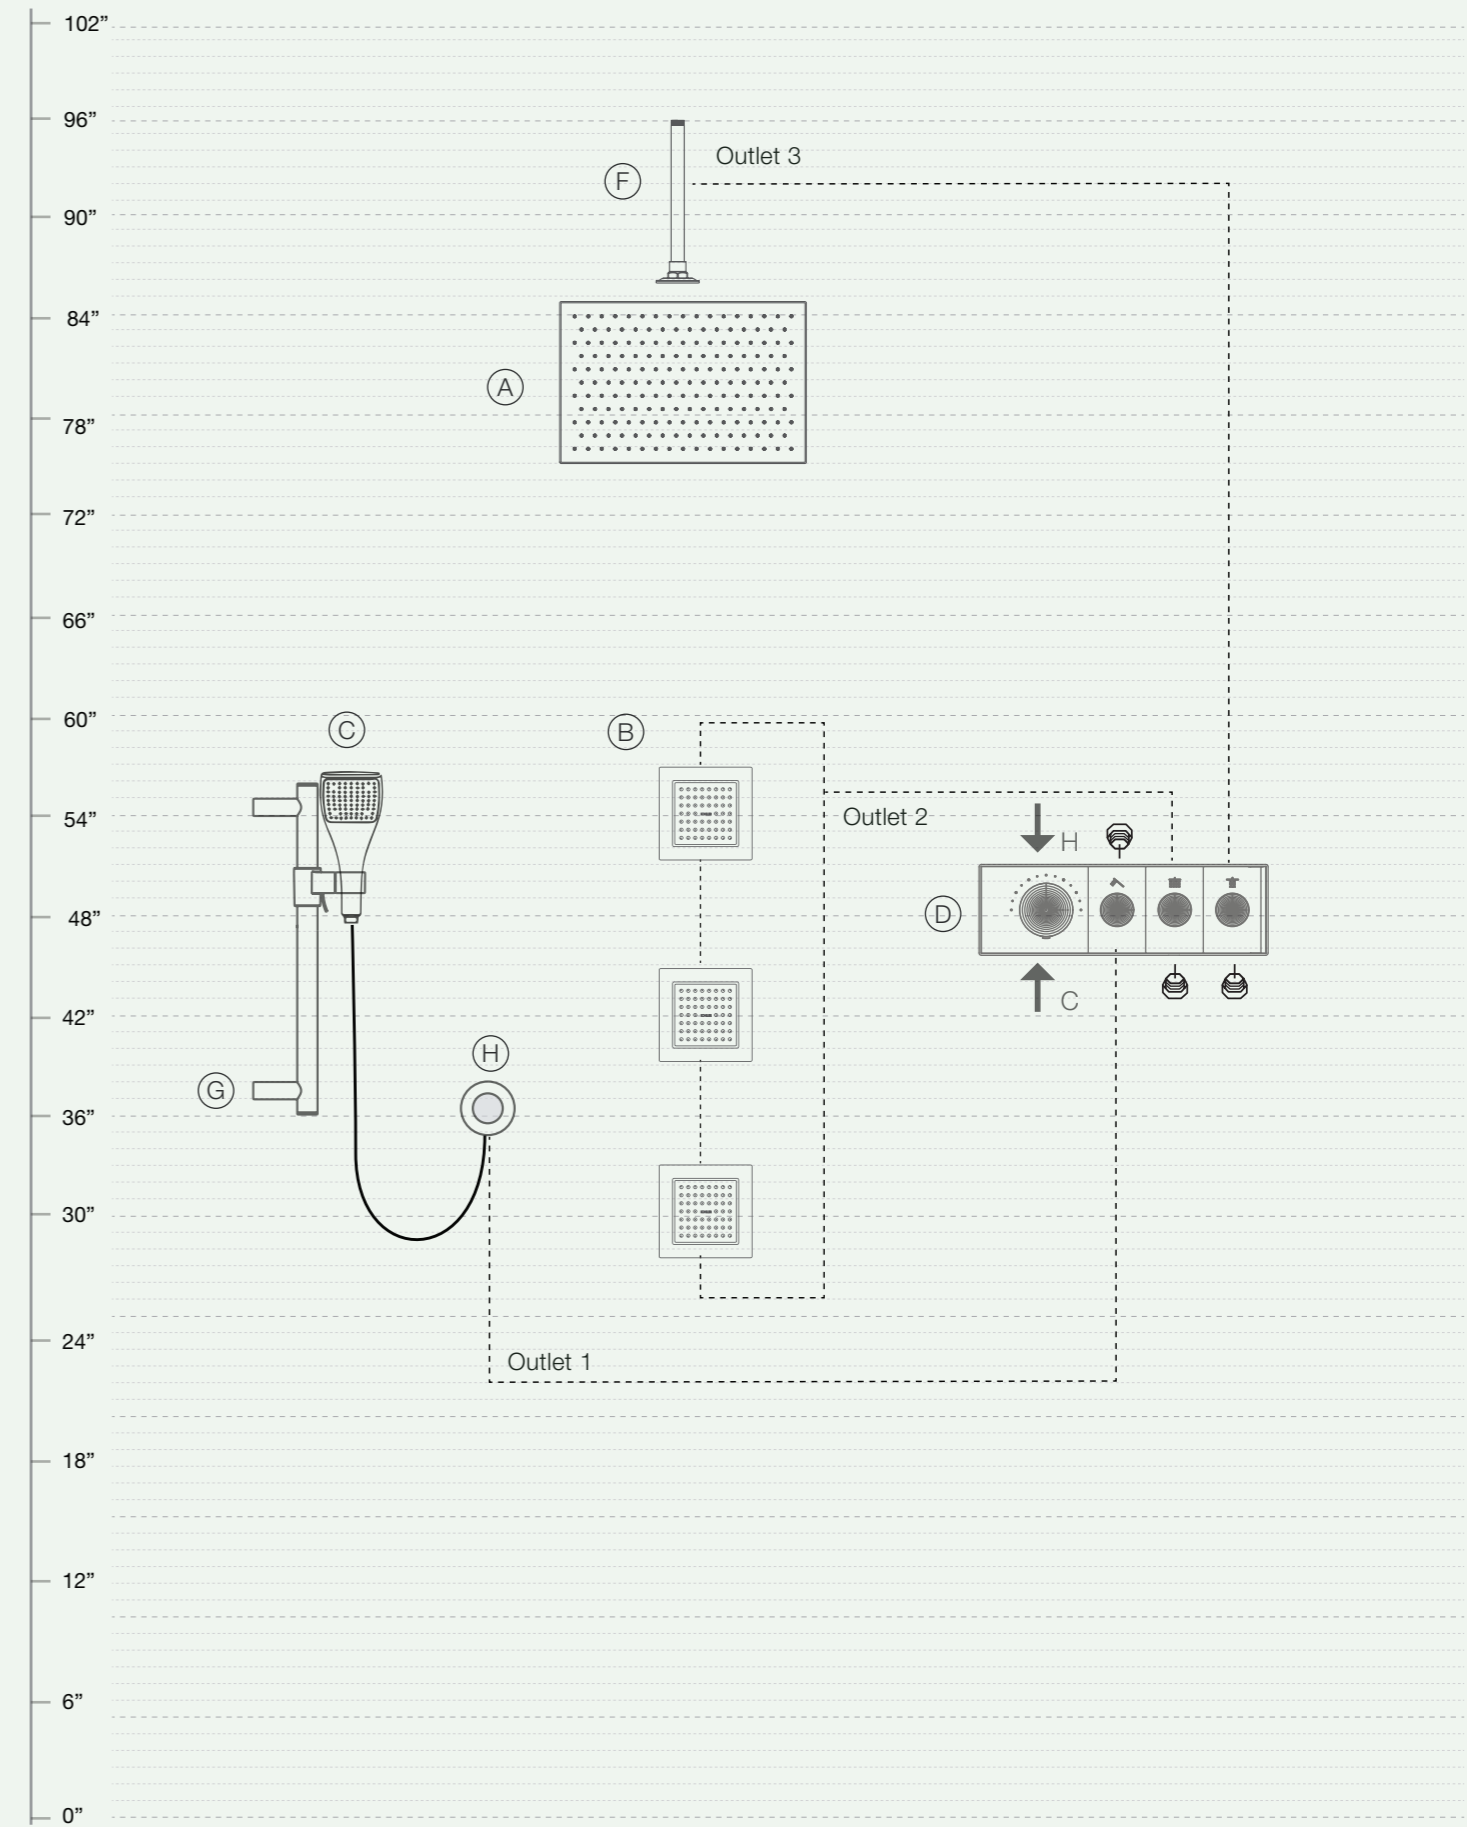 102”
96”
Outlet 3
F
90”
84”
A
78”
72”
66”
60”
C
B
54”
Outlet 2
H
48”
D
C
42”
H
G
36”
30”
24”
Outlet 1
18”
12”
6”
0”